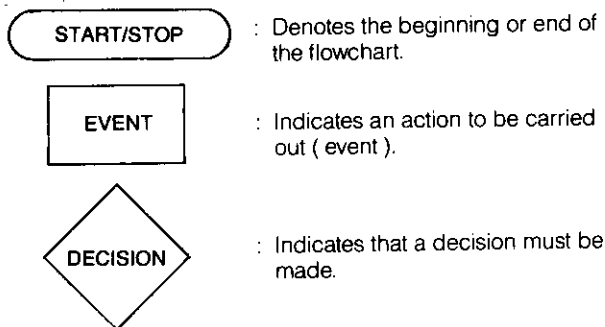 START/STOP : Denotes the beginning or end of
the flowchart.
EVENT : Indicates an action to be carried
out ( event ).
DECISION : Indicates that a decision must be
made.